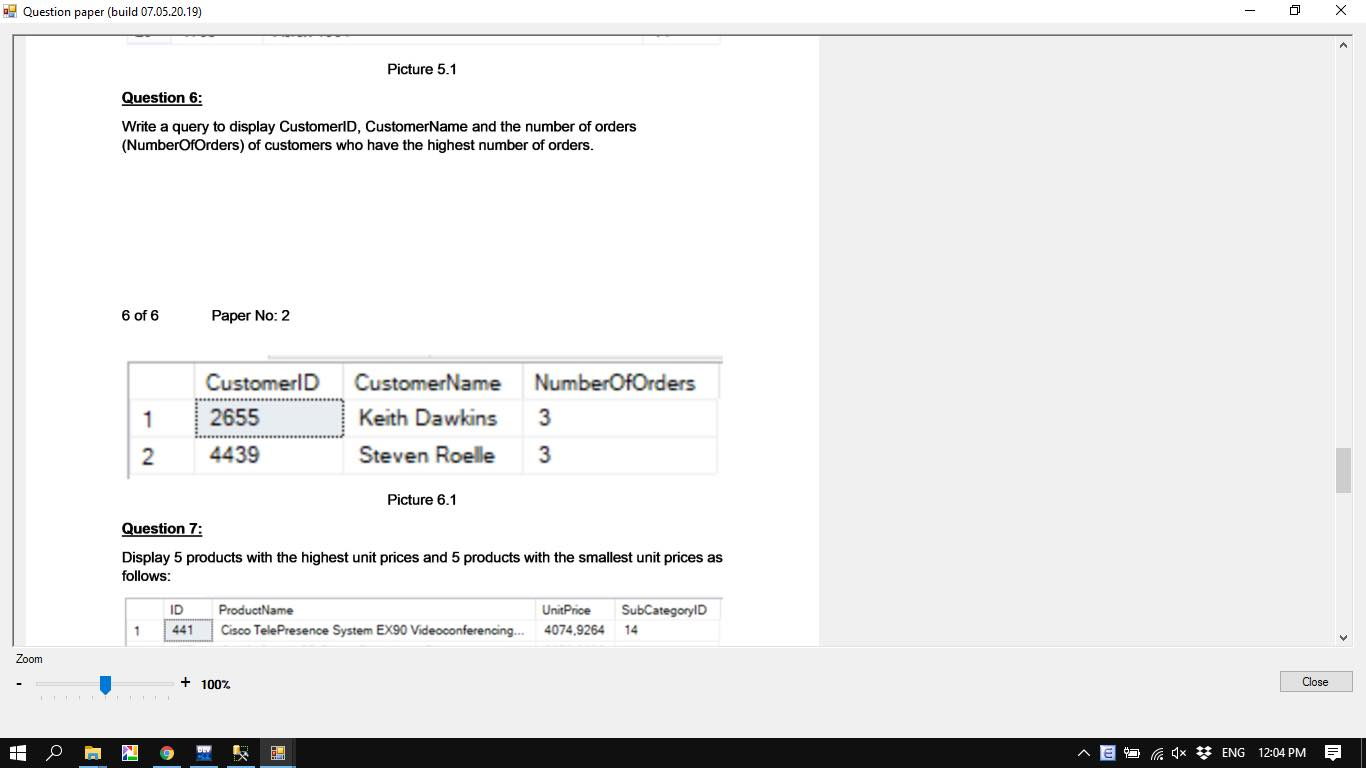 Question paper (build 07.05.20.19)
Picture 5.1
Question 6:
Write a query to display CustomerID, CustomerName and the number of orders
(NumberOfOrders) of customers who have the highest number of orders.
6 of 6 Paper No: 2
CustomerID CustomerName NumberOfOrders
1 2655 Keith Dawkins 3
2 4439 Steven Roelle 3
Picture 6.1
Question 7:
Display 5 products with the highest unit prices and 5 products with the smallest unit prices as
follows:
ID ProductName UnitPrice SubCategoryID
1 441 Cisco TelePresence System EX90 Videoconferencing... 4074,9264 14
Zoom
- + 100%
Close
ENG 12:04 PM